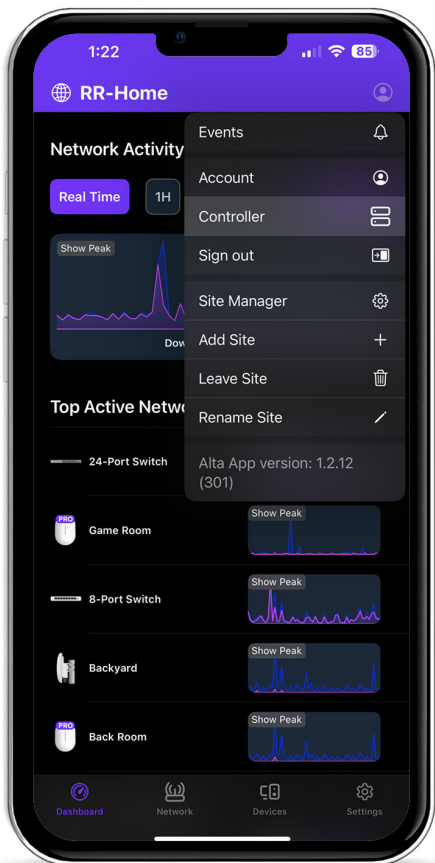 1:22
85
RR-Home
Events
Network Activity
Account
Real Time
1H
Controller
Show Peak
Sign out
Site Manager
Dow
Add Site
Leave Site
Top Active Netwo
Rename Site
24-Port Switch
Alta App version: 1.2.12
(301)
PRO
Game Room
Show Peak
8-Port Switch
Show Peak
Backyard
Show Peak
PRO
Back Room
Show Peak
Dashboard
Network
Devices
Settings